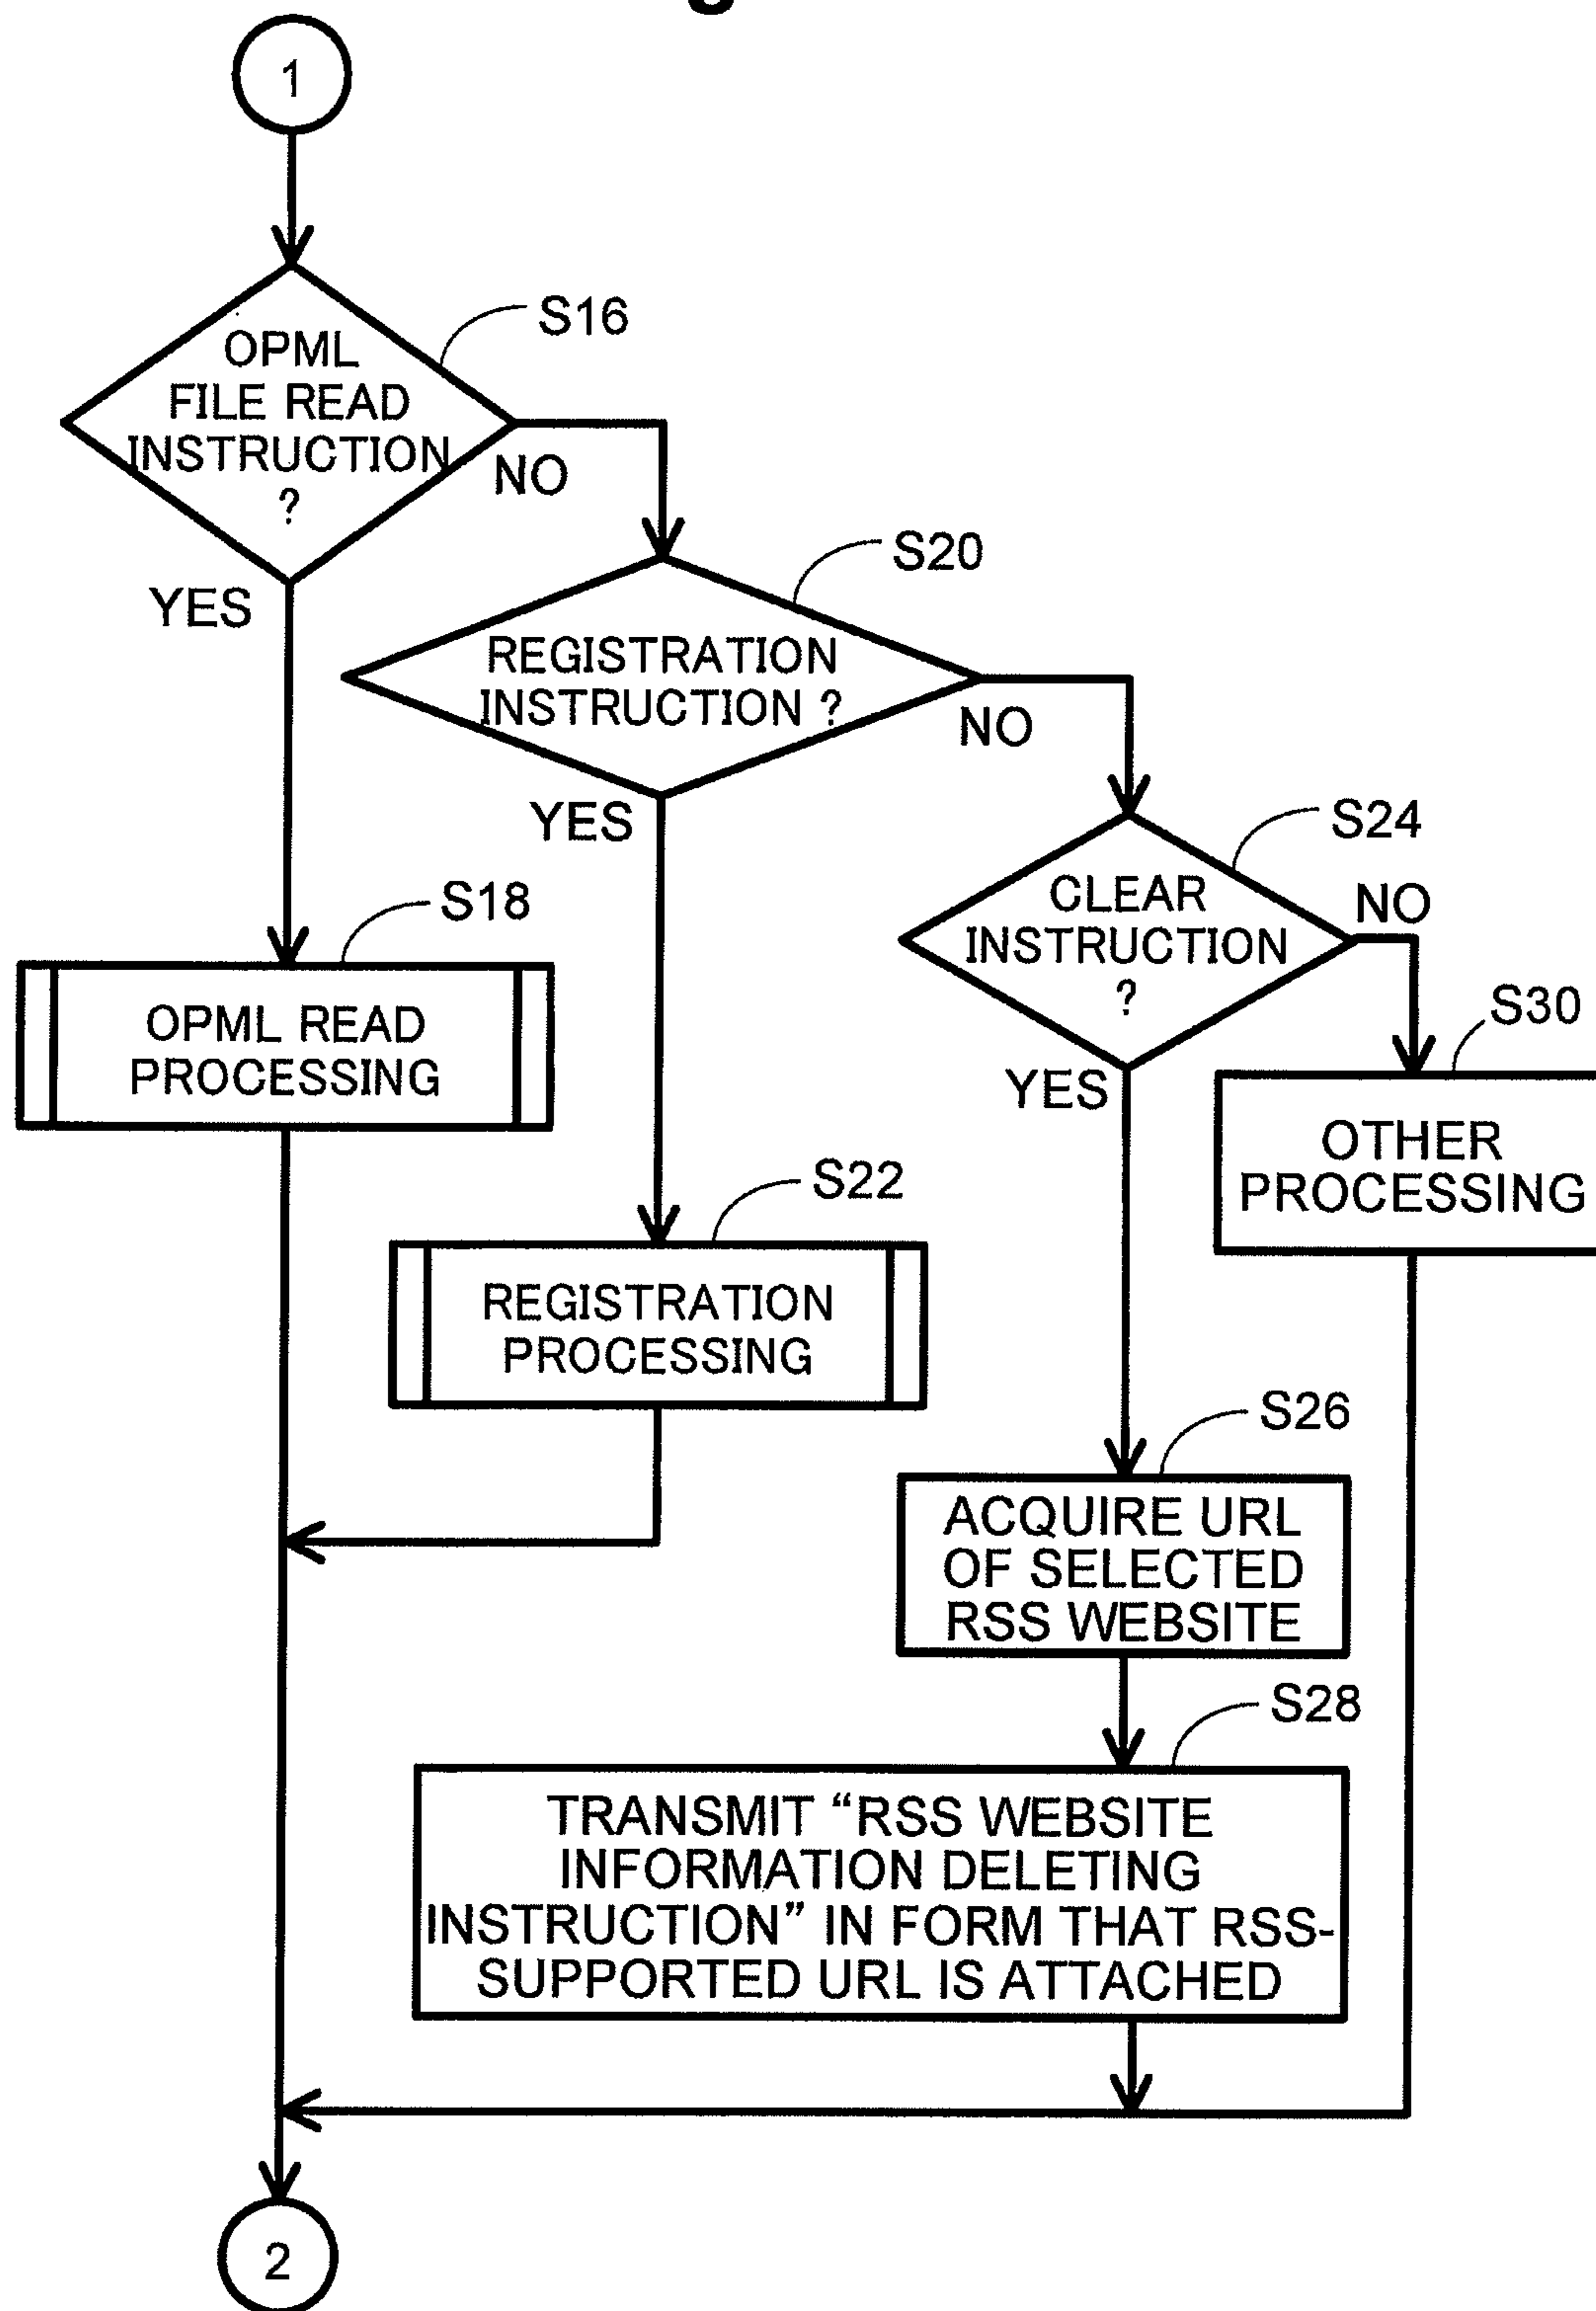 1
S16
OPML
FILE READ
INSTRUCTION
?
NO
YES
S20
REGISTRATION
INSTRUCTION ?
NO
YES
S24
CLEAR
INSTRUCTION
?
NO
YES
S18
OPML READ
PROCESSING
S30
OTHER
PROCESSING
S22
REGISTRATION
PROCESSING
S26
ACQUIRE URL
OF SELECTED
RSS WEBSITE
S28
TRANSMIT “RSS WEBSITE
INFORMATION DELETING
INSTRUCTION” IN FORM THAT RSS-
SUPPORTED URL IS ATTACHED
2